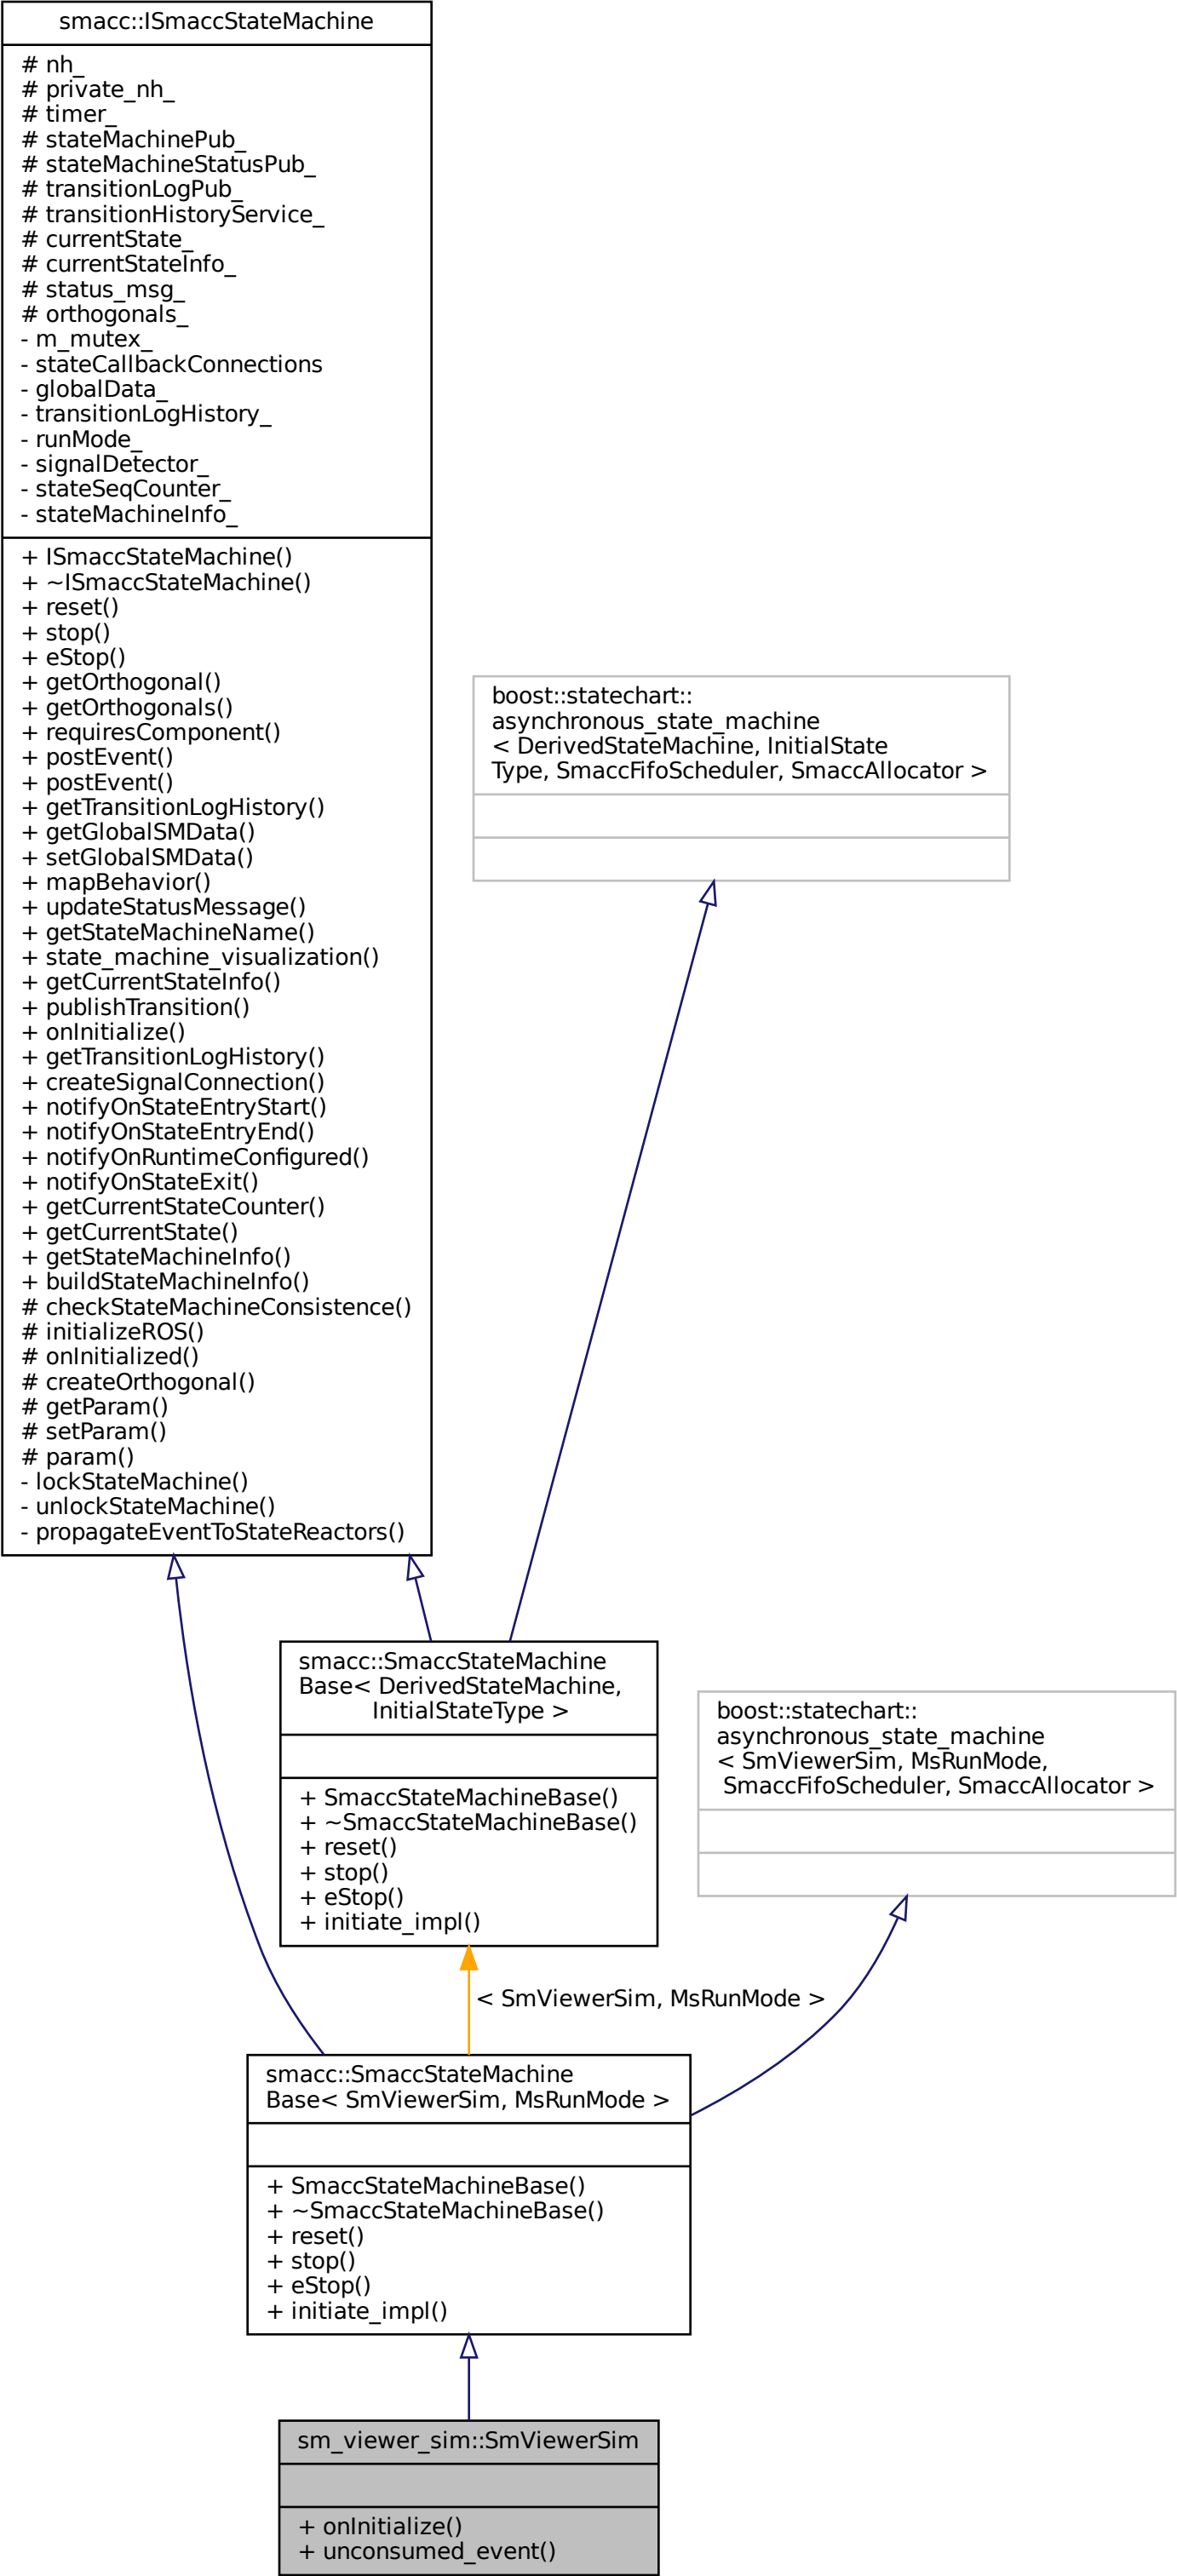 smacc::ISmaccStateMachine
# nh_
# private_nh_
# timer_
# stateMachinePub_
# stateMachineStatusPub_
# transitionLogPub_
# transitionHistoryService_
# currentState_
# currentStateInfo_
# status_msg_
# orthogonals_
- m_mutex_
- stateCallbackConnections
- globalData_
- transitionLogHistory_
- runMode_
- signalDetector_
- stateSeqCounter_
- stateMachineInfo_
+ ISmaccStateMachine()
+ ~ISmaccStateMachine()
+ reset()
+ stop()
+ eStop()
+ getOrthogonal()
+ getOrthogonals()
+ requiresComponent()
+ postEvent()
+ postEvent()
+ getTransitionLogHistory()
+ getGlobalSMData()
+ setGlobalSMData()
+ mapBehavior()
+ updateStatusMessage()
+ getStateMachineName()
+ state_machine_visualization()
+ getCurrentStateInfo()
+ publishTransition()
+ onInitialize()
+ getTransitionLogHistory()
+ createSignalConnection()
+ notifyOnStateEntryStart()
+ notifyOnStateEntryEnd()
+ notifyOnRuntimeConfigured()
+ notifyOnStateExit()
+ getCurrentStateCounter()
+ getCurrentState()
+ getStateMachineInfo()
+ buildStateMachineInfo()
# checkStateMachineConsistence()
# initializeROS()
# onInitialized()
# createOrthogonal()
# getParam()
# setParam()
# param()
- lockStateMachine()
- unlockStateMachine()
- propagateEventToStateReactors()
boost::statechart::
asynchronous_state_machine
< DerivedStateMachine, InitialState
Type, SmaccFifoScheduler, SmaccAllocator >
smacc::SmaccStateMachine
Base< DerivedStateMachine,
InitialStateType >
+ SmaccStateMachineBase()
+ ~SmaccStateMachineBase()
+ reset()
+ stop()
+ eStop()
+ initiate_impl()
boost::statechart::
asynchronous_state_machine
< SmViewerSim, MsRunMode,
SmaccFifoScheduler, SmaccAllocator >
< SmViewerSim, MsRunMode >
smacc::SmaccStateMachine
Base< SmViewerSim, MsRunMode >
+ SmaccStateMachineBase()
+ ~SmaccStateMachineBase()
+ reset()
+ stop()
+ eStop()
+ initiate_impl()
sm_viewer_sim::SmViewerSim
+ onInitialize()
+ unconsumed_event()